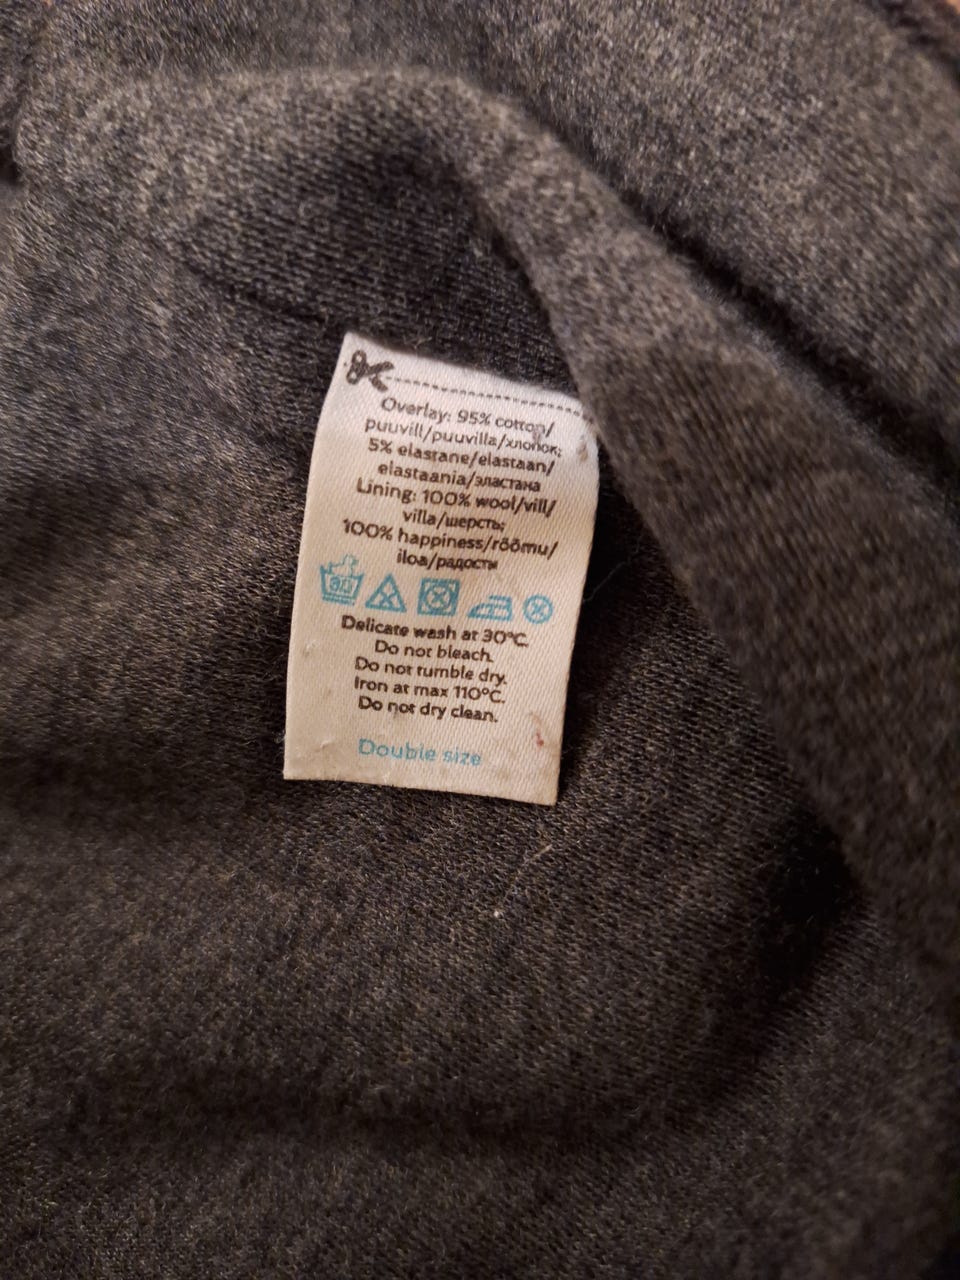 Overlay: 95% cotton/
puuvill/puuvilla/хлопок;
5% elastane/elastaan/
elastaania/эластана
Lining: 100% wool/vill/
villa/шерсть;
100% happiness/rõõmu/
iloa/радости
30
Delicate wash at 30°C.
Do not bleach.
Do not tumble dry.
Iron at max 110°C.
Do not dry clean.
Double size